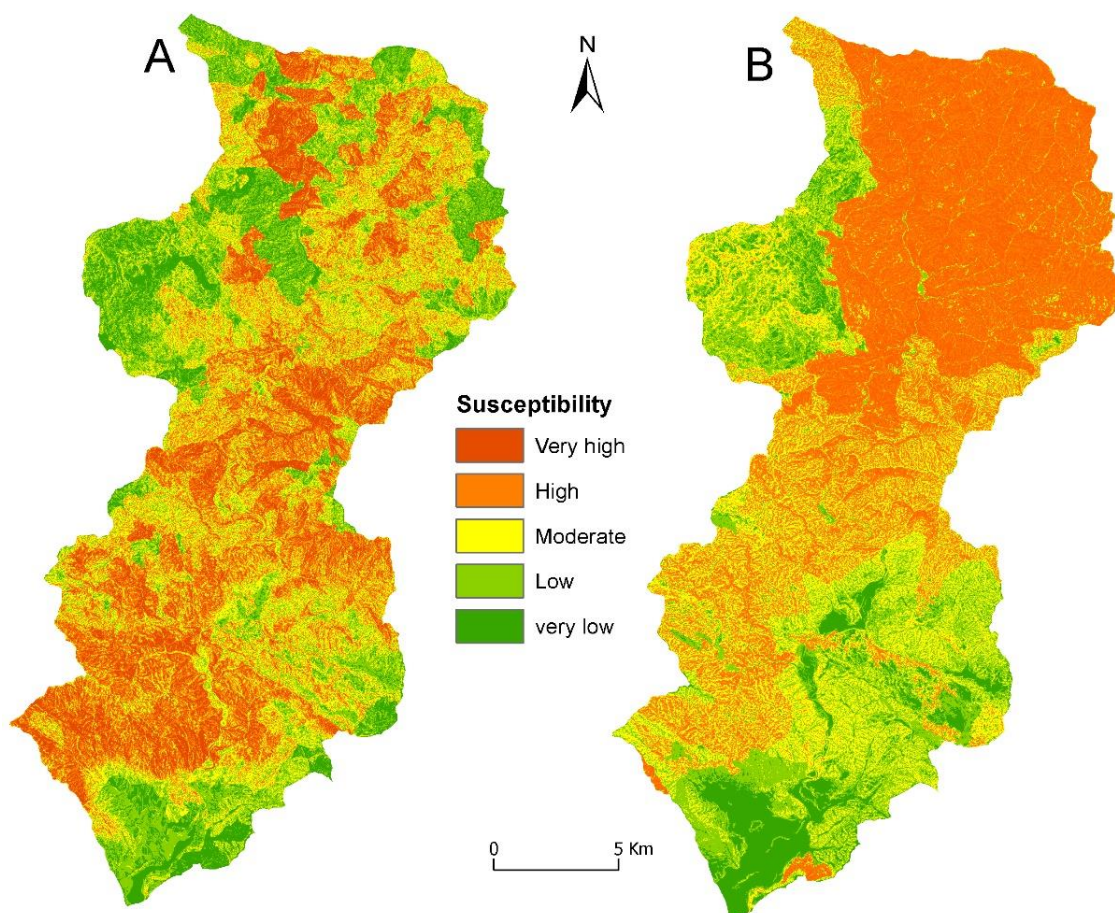 A
N
B
Susceptibility
Very high
High
Moderate
Low
very low
0 5 Km